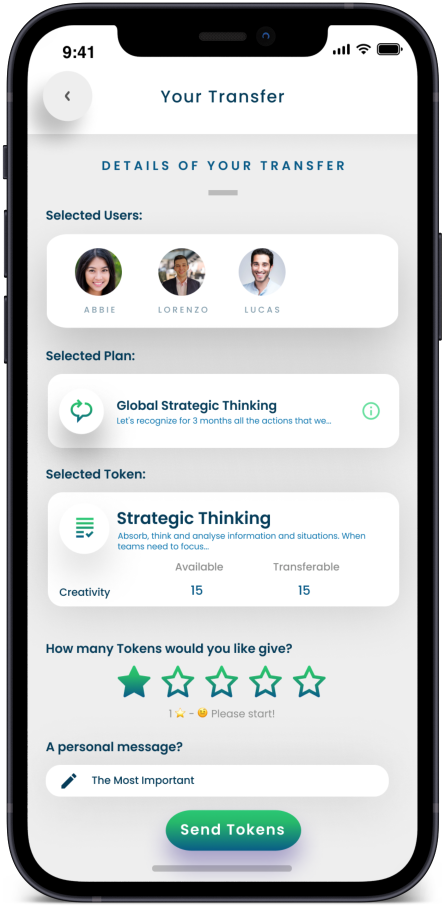 9:41
Your Transfer
DETAILS OF YOUR TRANSFER
Selected Users:
ABBIE LORENZO LUCAS
Selected Plan:
Global Strategic Thinking
Let's recognize for 3 months all the actions that we...
Selected Token:
Strategic Thinking
Absorb, think and analyse information and situations. When
teams need to focus...
Available Transferable
Creativity 15 15
How many Tokens would you like give?
1 ⭐ - 😊 Please start!
A personal message?
The Most Important
Send Tokens